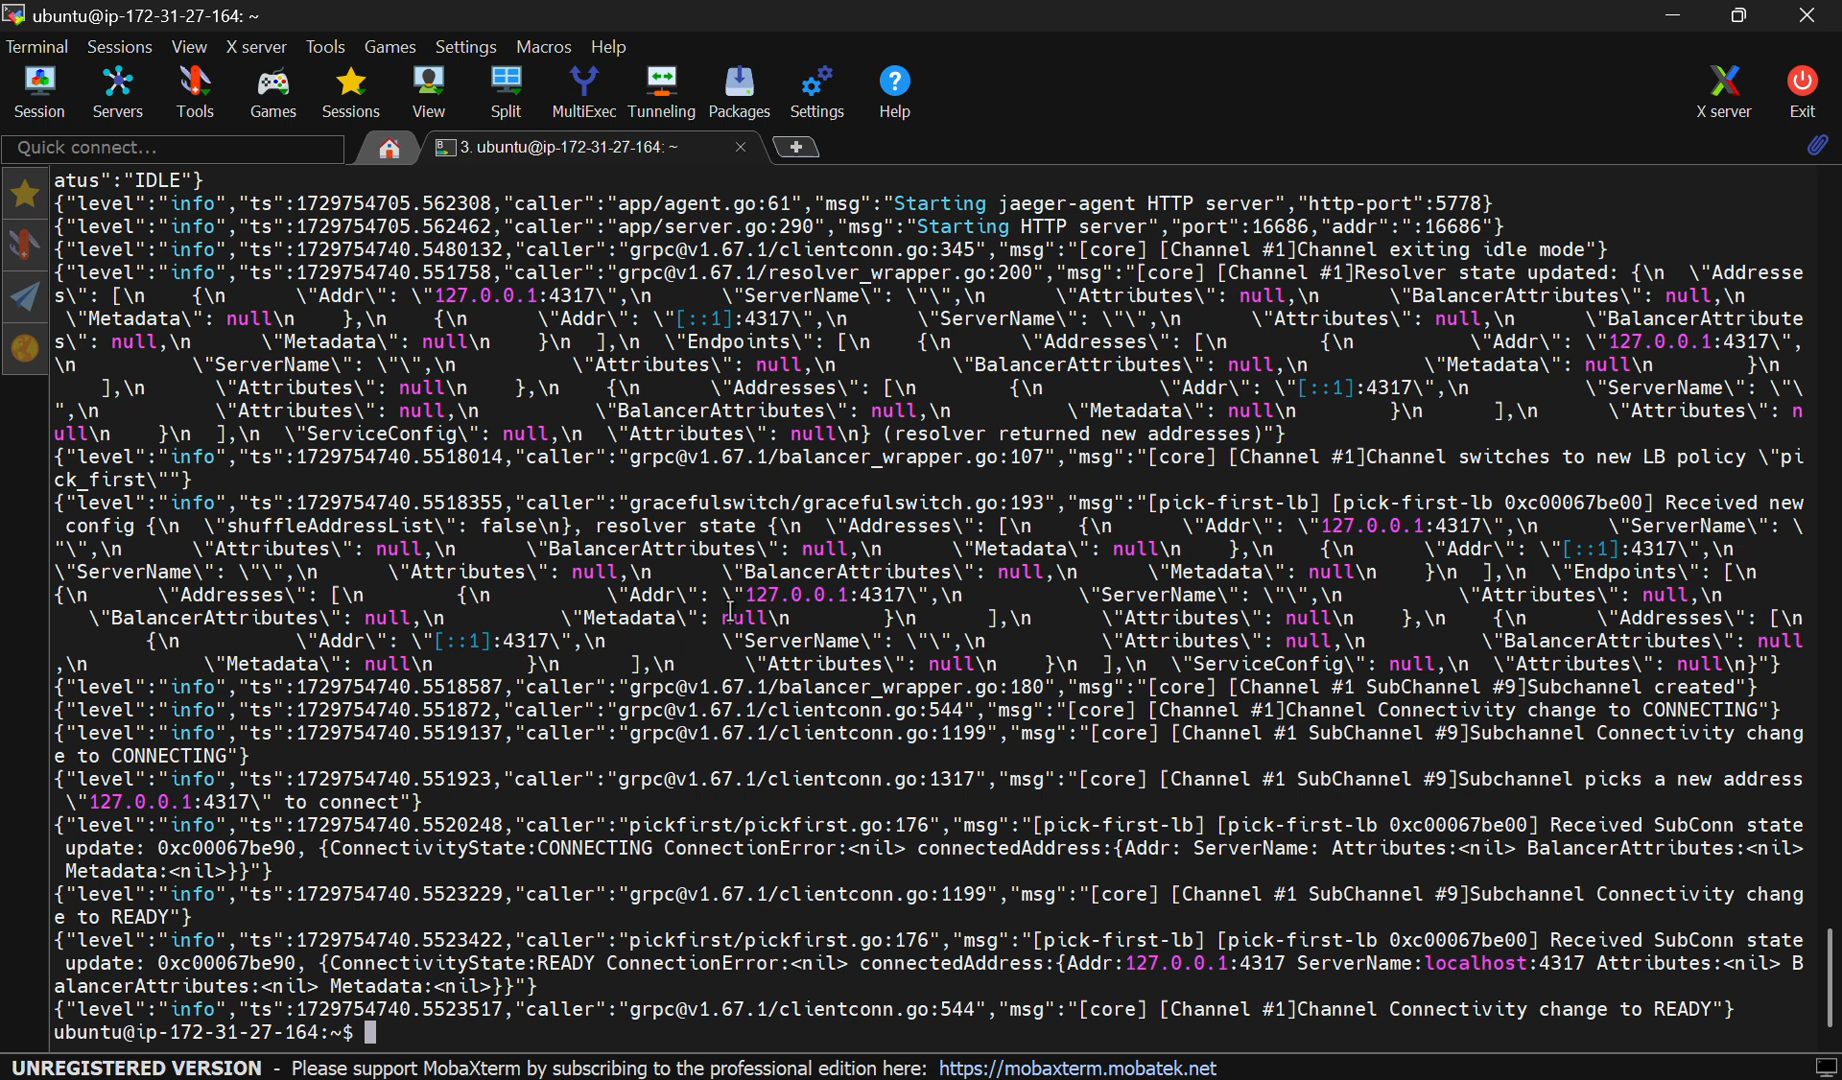 ubuntu@ip-172-31-27-164: ~
Terminal Sessions View X server Tools Games Settings Macros Help
Session Servers Tools Games Sessions View Split MultiExec Tunneling Packages Settings Help X server Exit
Quick connect... 3. ubuntu@ip-172-31-27-164: ~
atus":"IDLE"}
{"level":"info","ts":1729754705.562308,"caller":"app/agent.go:61","msg":"Starting jaeger-agent HTTP server","http-port":5778}
{"level":"info","ts":1729754705.562462,"caller":"app/server.go:290","msg":"Starting HTTP server","port":16686,"addr":":16686"}
{"level":"info","ts":1729754740.5480132,"caller":"grpc@v1.67.1/clientconn.go:345","msg":"[core] [Channel #1]Channel exiting idle mode"}
{"level":"info","ts":1729754740.551758,"caller":"grpc@v1.67.1/resolver_wrapper.go:200","msg":"[core] [Channel #1]Resolver state updated: {\n  \"Addresse
s\": [\n    {\n      \"Addr\": \"127.0.0.1:4317\",\n      \"ServerName\": \"\",\n      \"Attributes\": null,\n      \"BalancerAttributes\": null,\n
\"Metadata\": null\n    },\n    {\n      \"Addr\": \"[::1]:4317\",\n      \"ServerName\": \"\",\n      \"Attributes\": null,\n      \"BalancerAttribute
s\": null,\n      \"Metadata\": null\n    }\n  ],\n  \"Endpoints\": [\n    {\n      \"Addresses\": [\n        {\n          \"Addr\": \"127.0.0.1:4317\",
\n          \"ServerName\": \"\",\n          \"Attributes\": null,\n          \"BalancerAttributes\": null,\n          \"Metadata\": null\n        }\n
],\n      \"Attributes\": null\n    },\n    {\n      \"Addresses\": [\n        {\n          \"Addr\": \"[::1]:4317\",\n          \"ServerName\": \"\
",\n          \"Attributes\": null,\n          \"BalancerAttributes\": null,\n          \"Metadata\": null\n        }\n      ],\n      \"Attributes\": n
ull\n    }\n  ],\n  \"ServiceConfig\": null,\n  \"Attributes\": null\n} (resolver returned new addresses)"}
{"level":"info","ts":1729754740.5518014,"caller":"grpc@v1.67.1/balancer_wrapper.go:107","msg":"[core] [Channel #1]Channel switches to new LB policy \"pi
ck_first\""}
{"level":"info","ts":1729754740.5518355,"caller":"gracefulswitch/gracefulswitch.go:193","msg":"[pick-first-lb] [pick-first-lb 0xc00067be00] Received new
config {\n  \"shuffleAddressList\": false\n}, resolver state {\n  \"Addresses\": [\n    {\n      \"Addr\": \"127.0.0.1:4317\",\n      \"ServerName\": \
"\",\n      \"Attributes\": null,\n      \"BalancerAttributes\": null,\n      \"Metadata\": null\n    },\n    {\n      \"Addr\": \"[::1]:4317\",\n
\"ServerName\": \"\",\n      \"Attributes\": null,\n      \"BalancerAttributes\": null,\n      \"Metadata\": null\n    }\n  ],\n  \"Endpoints\": [\n
{\n      \"Addresses\": [\n        {\n          \"Addr\": \"127.0.0.1:4317\",\n          \"ServerName\": \"\",\n          \"Attributes\": null,\n
\"BalancerAttributes\": null,\n          \"Metadata\": null\n        }\n      ],\n      \"Attributes\": null\n    },\n    {\n      \"Addresses\": [\n
{\n          \"Addr\": \"[::1]:4317\",\n          \"ServerName\": \"\",\n          \"Attributes\": null,\n          \"BalancerAttributes\": null
,\n          \"Metadata\": null\n        }\n      ],\n      \"Attributes\": null\n    }\n  ],\n  \"ServiceConfig\": null,\n  \"Attributes\": null\n}"}
{"level":"info","ts":1729754740.5518587,"caller":"grpc@v1.67.1/balancer_wrapper.go:180","msg":"[core] [Channel #1 SubChannel #9]Subchannel created"}
{"level":"info","ts":1729754740.551872,"caller":"grpc@v1.67.1/clientconn.go:544","msg":"[core] [Channel #1]Channel Connectivity change to CONNECTING"}
{"level":"info","ts":1729754740.5519137,"caller":"grpc@v1.67.1/clientconn.go:1199","msg":"[core] [Channel #1 SubChannel #9]Subchannel Connectivity chang
e to CONNECTING"}
{"level":"info","ts":1729754740.551923,"caller":"grpc@v1.67.1/clientconn.go:1317","msg":"[core] [Channel #1 SubChannel #9]Subchannel picks a new address
\"127.0.0.1:4317\" to connect"}
{"level":"info","ts":1729754740.5520248,"caller":"pickfirst/pickfirst.go:176","msg":"[pick-first-lb] [pick-first-lb 0xc00067be00] Received SubConn state
update: 0xc00067be90, {ConnectivityState:CONNECTING ConnectionError:<nil> connectedAddress:{Addr: ServerName: Attributes:<nil> BalancerAttributes:<nil>
Metadata:<nil>}}"}
{"level":"info","ts":1729754740.5523229,"caller":"grpc@v1.67.1/clientconn.go:1199","msg":"[core] [Channel #1 SubChannel #9]Subchannel Connectivity chang
e to READY"}
{"level":"info","ts":1729754740.5523422,"caller":"pickfirst/pickfirst.go:176","msg":"[pick-first-lb] [pick-first-lb 0xc00067be00] Received SubConn state
update: 0xc00067be90, {ConnectivityState:READY ConnectionError:<nil> connectedAddress:{Addr:127.0.0.1:4317 ServerName:localhost:4317 Attributes:<nil> B
alancerAttributes:<nil> Metadata:<nil>}}"}
{"level":"info","ts":1729754740.5523517,"caller":"grpc@v1.67.1/clientconn.go:544","msg":"[core] [Channel #1]Channel Connectivity change to READY"}
ubuntu@ip-172-31-27-164:~$
UNREGISTERED VERSION - Please support MobaXterm by subscribing to the professional edition here: https://mobaxterm.mobatek.net